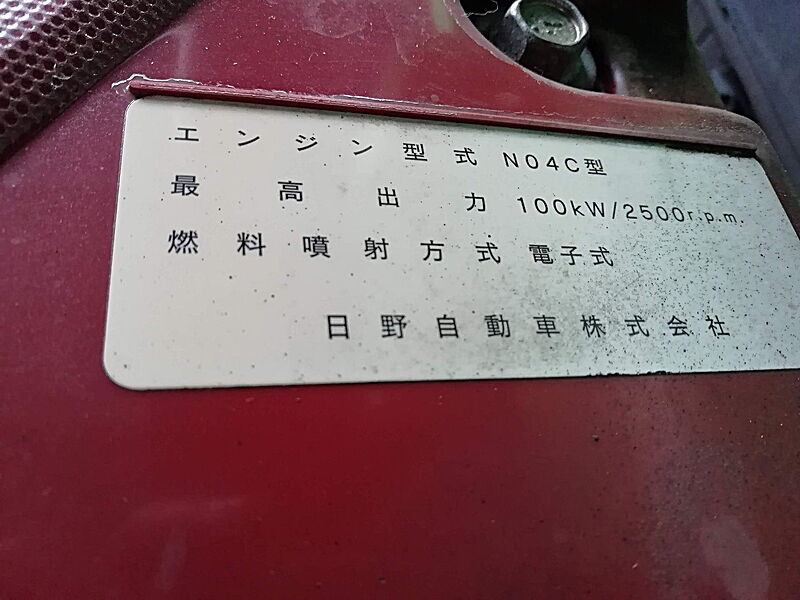 エンジン型式 N04C型
最高出力 100kW/2500r.p.m.
燃料噴射方式 電子式
日野自動車株式会社